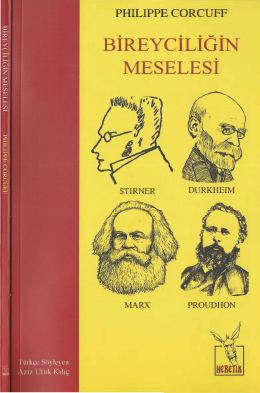 BİREYCİLİĞİN MESELESİ
PHILIPPE CORCUFF
PHILIPPE CORCUFF
BİREYCİLİĞİN
MESELESİ
STIRNER
DURKHEIM
MARX
PROUDHON
Türkçe Söyleyen
Aziz Ufuk Kılıç
HERETİK